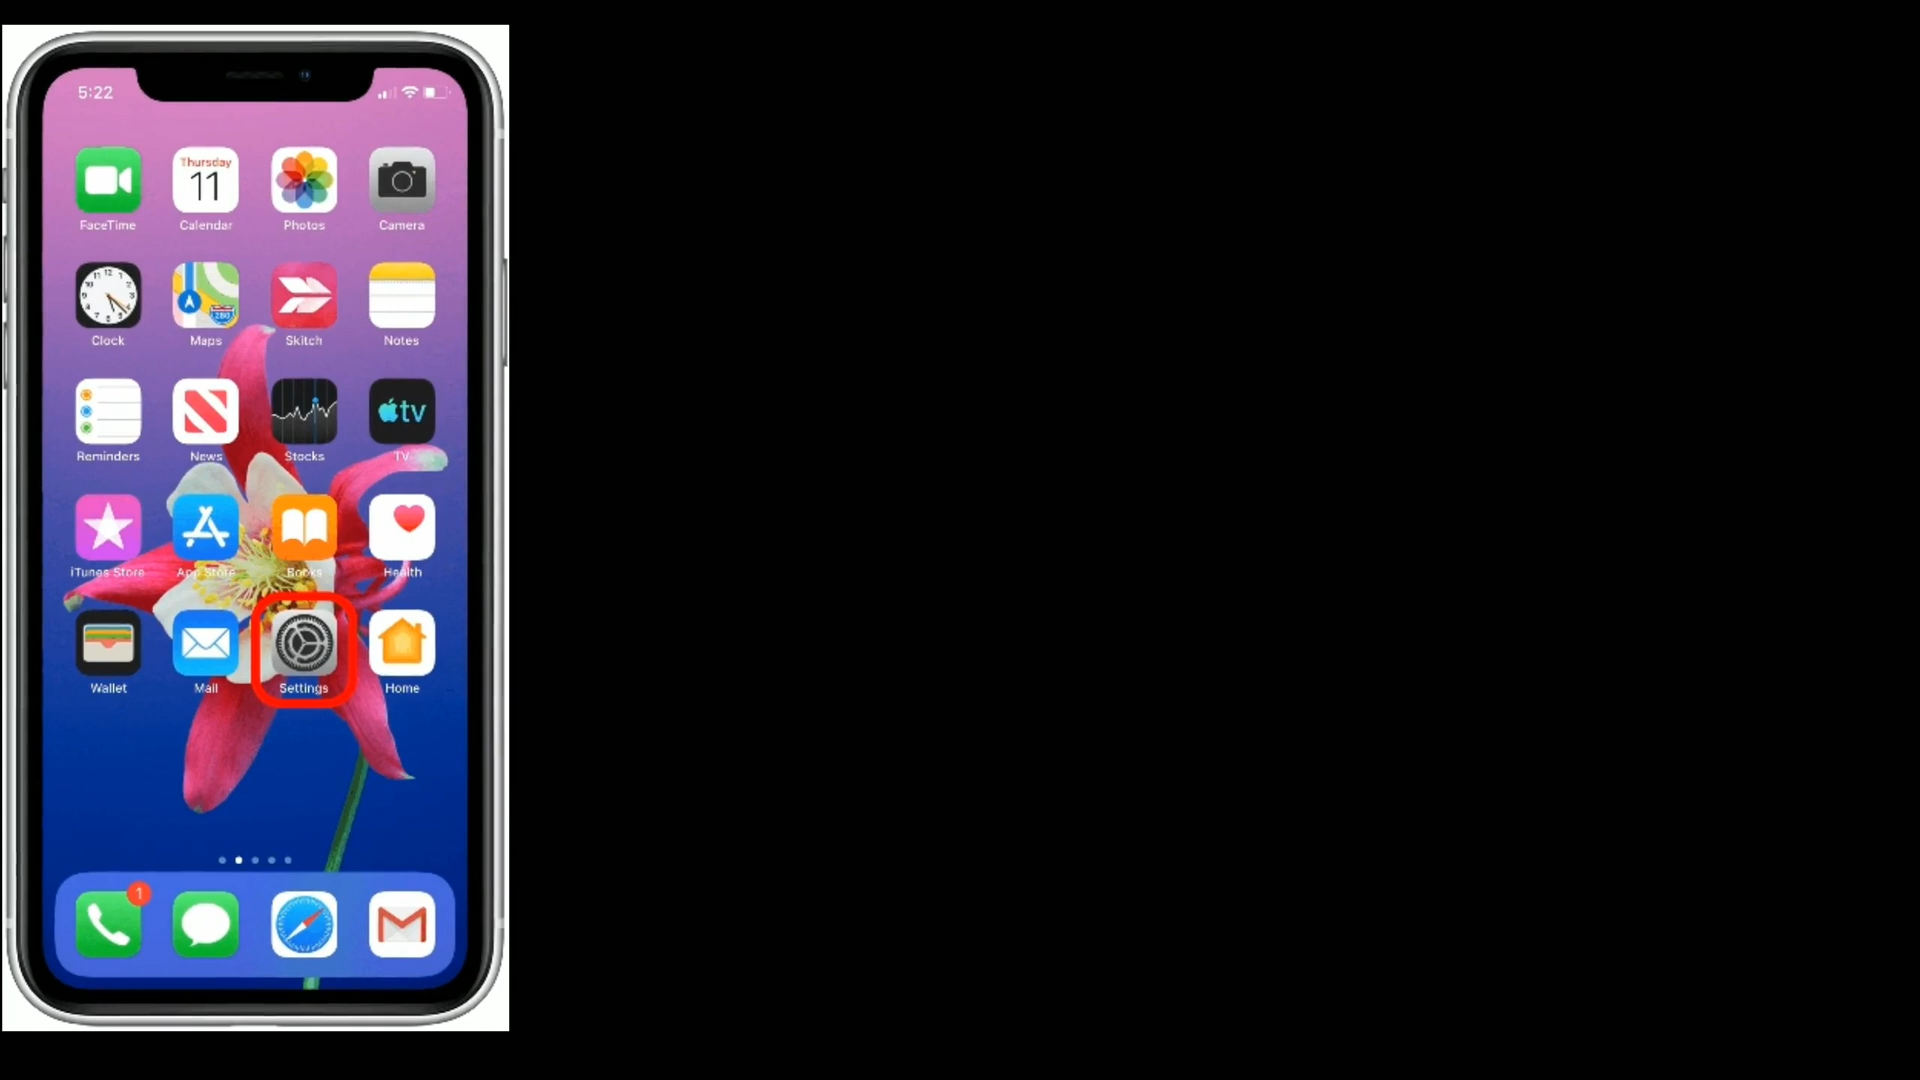 5:22
Thursday
11
FaceTime Calendar Photos Camera
280
Clock Maps Skitch Notes
tv
Reminders News Stocks TV
iTunes Store App Store Books Health
Wallet Mail Settings Home
1